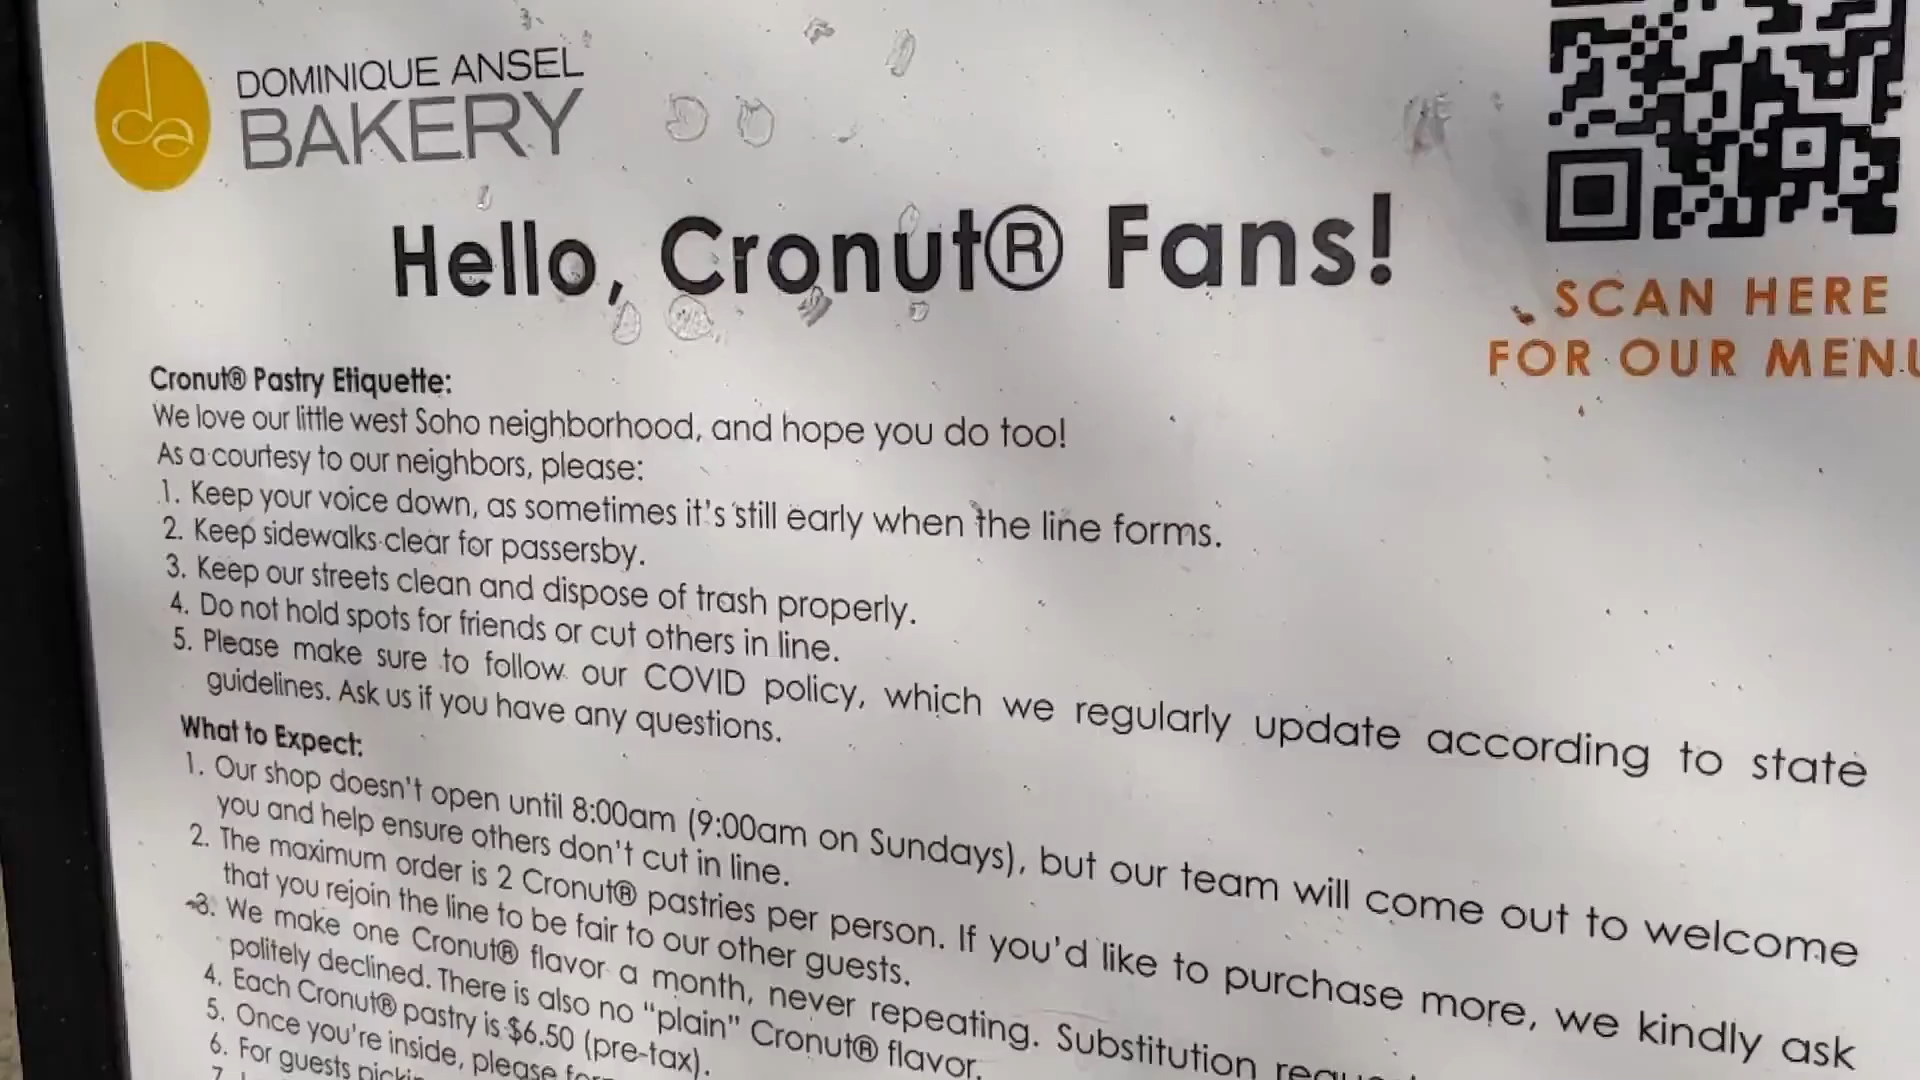 DOMINIQUE ANSEL
BAKERY
Hello, Cronut® Fans!
SCAN HERE
FOR OUR MENU
Cronut® Pastry Etiquette:
We love our little west Soho neighborhood, and hope you do too!
As a courtesy to our neighbors, please:
1. Keep your voice down, as sometimes it's still early when the line forms.
2. Keep sidewalks clear for passersby.
3. Keep our streets clean and dispose of trash properly.
4. Do not hold spots for friends or cut others in line.
5. Please make sure to follow our COVID policy, which we regularly update according to state
guidelines. Ask us if you have any questions.
What to Expect:
1. Our shop doesn't open until 8:00am (9:00am on Sundays), but our team will come out to welcome
you and help ensure others don't cut in line.
2. The maximum order is 2 Cronut® pastries per person. If you'd like to purchase more, we kindly ask
that you rejoin the line to be fair to our other guests.
3. We make one Cronut® flavor a month, never repeating. Substitution
politely declined. There is also no "plain" Cronut® flavor.
4. Each Cronut® pastry is $6.50 (pre-tax).
5. Once you're inside, please
6. For guests
7.